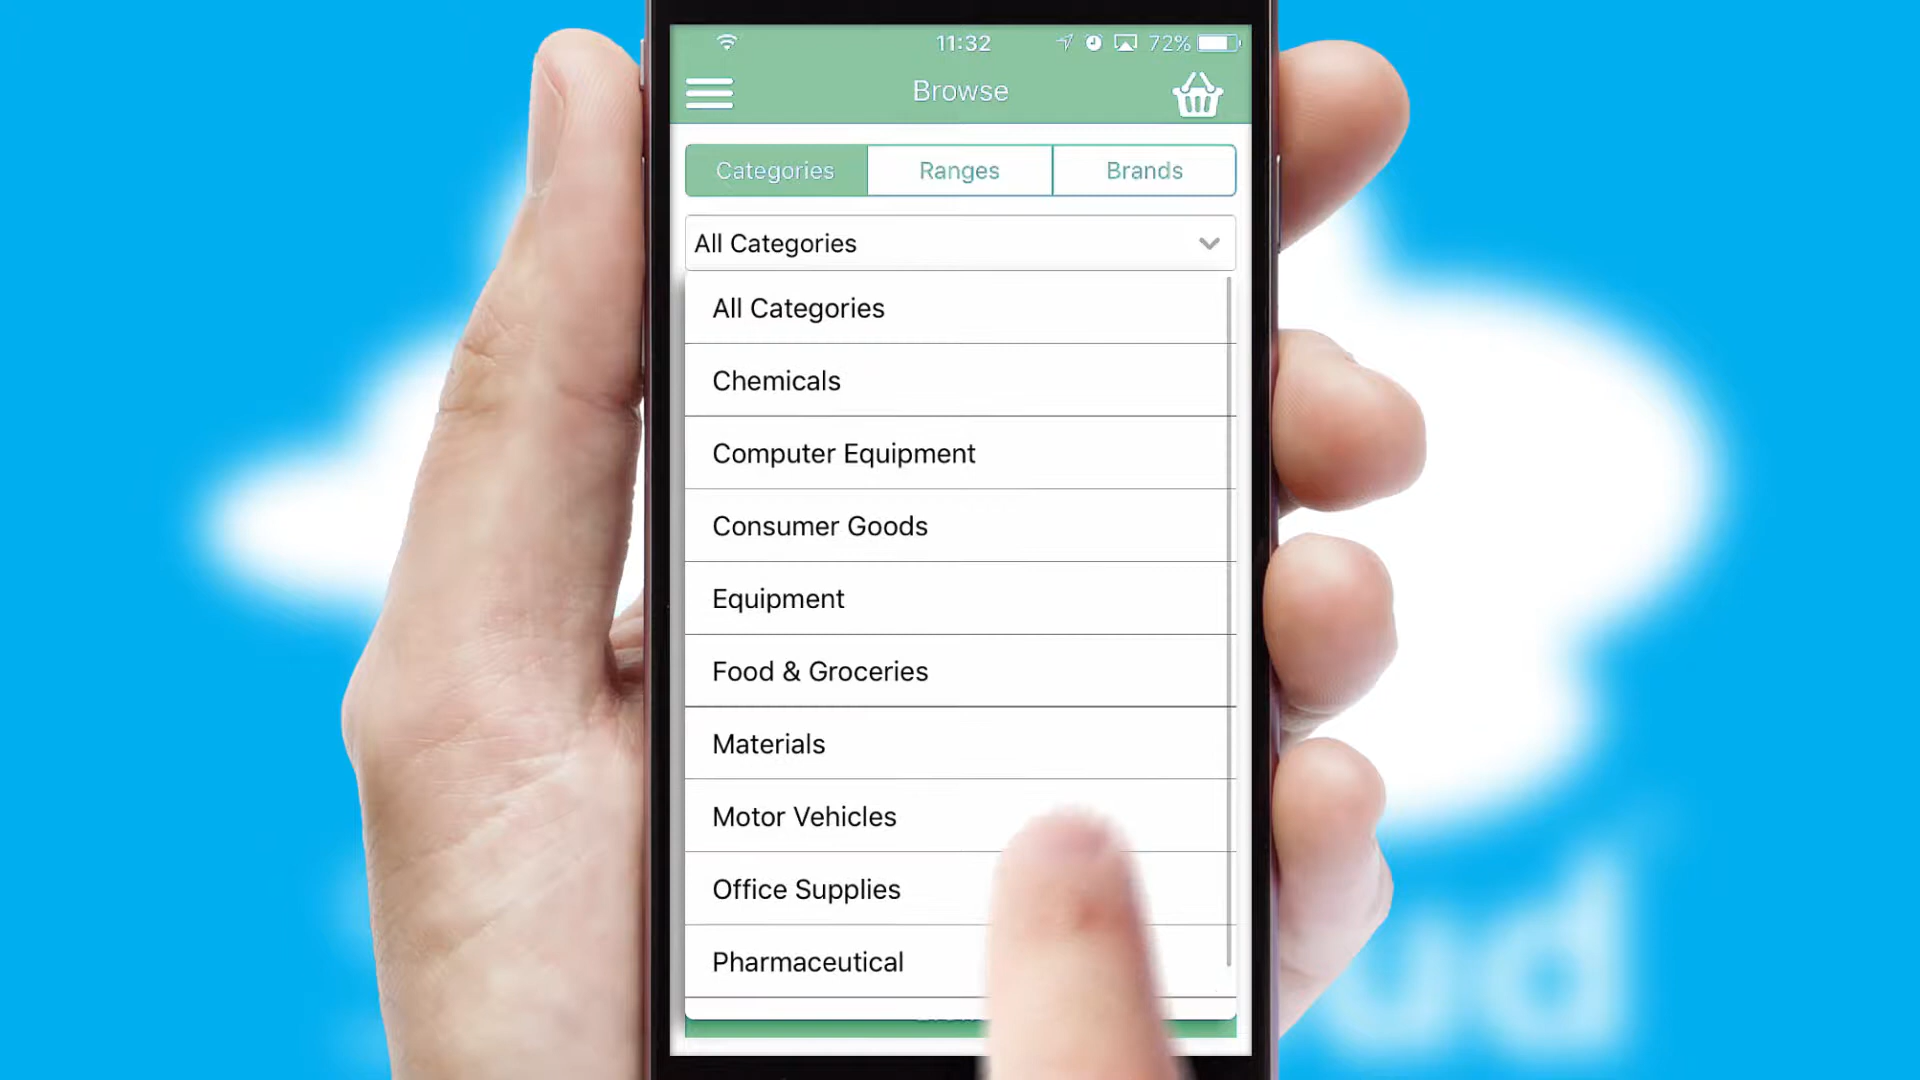 11:32
72%
Browse
Categories
Ranges
Brands
All Categories
All Categories
Chemicals
Computer Equipment
Consumer Goods
Equipment
Food & Groceries
Materials
Motor Vehicles
Office Supplies
Pharmaceutical